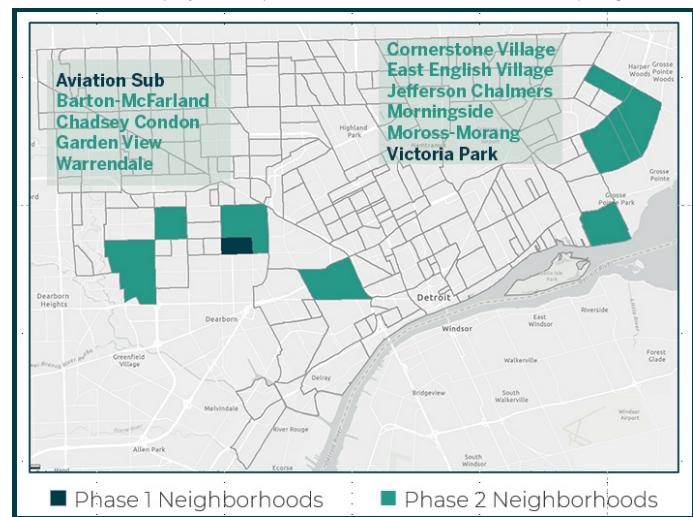 Aviation Sub
Barton-McFarland
Chadsey Condon
Garden View
Warrendale
Cornerstone Village
East English Village
Jefferson Chalmers
Morningside
Moross-Morang
Victoria Park
Harper Woods
Grosse Pointe Woods
Highland Park
Hamtramck
Grosse Pointe
Grosse Pointe Park
Dearborn Heights
Dearborn
Detroit
Windsor
East Windsor
Riverside
Greenfield Village
Walkerville
Forest Glade
Delray
Melvindale
Bridgeview
South Walkerville
Windsor Airport
River Rouge
Allen Park
South Windsor
Ecorse
Phase 1 Neighborhoods
Phase 2 Neighborhoods